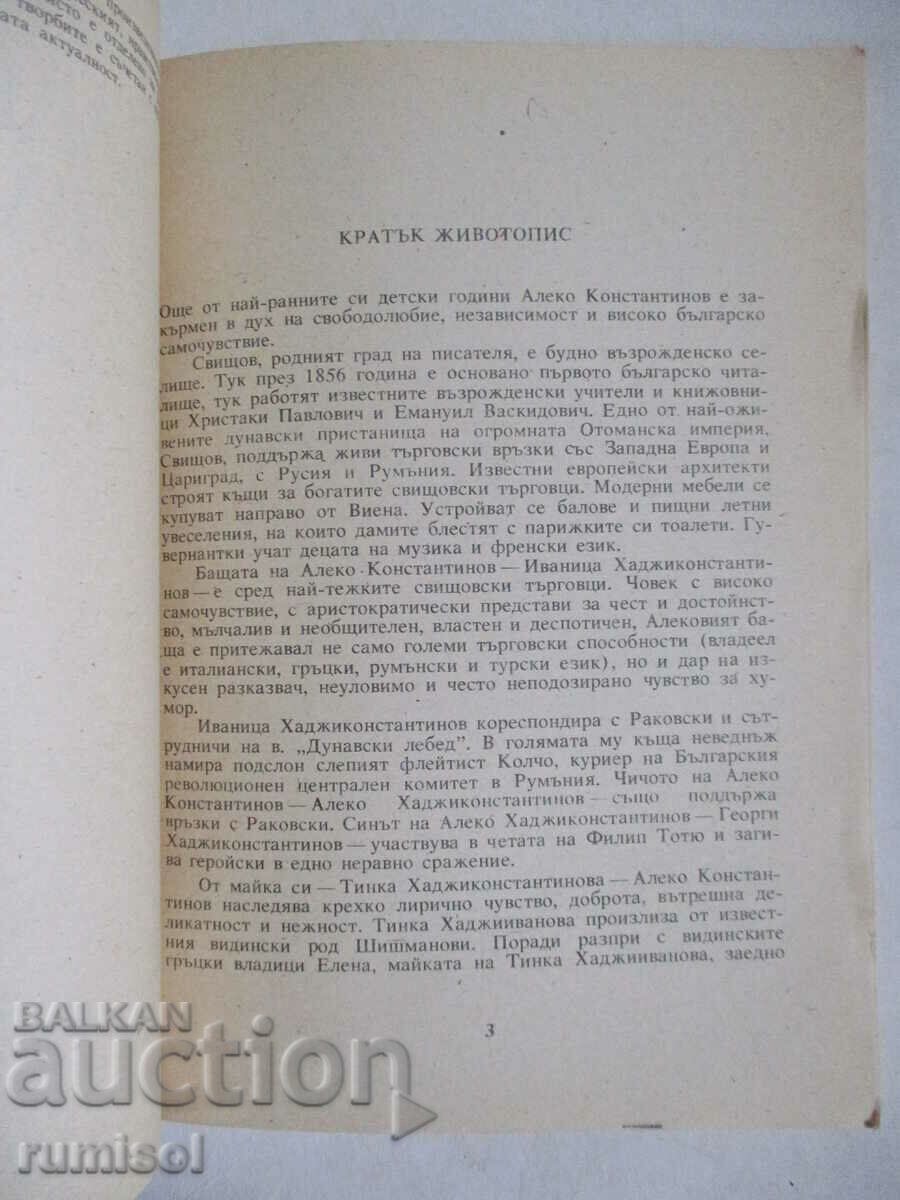 произвед
ческият, 
исто е отделено
творбите е съчетан с
ата актуалност.
КРАТЪК ЖИВОТОПИС
Още от най-ранните си детски години Алеко Константинов е за-
кърмен в дух на свободолюбие, независимост и високо българско
самочувствие.
Свищов, родният град на писателя, е будно възрожденско се-
лище. Тук през 1856 година е основано първото българско чита-
лище, тук работят известните възрожденски учители и книжовни-
ци Христаки Павлович и Емануил Васкидович. Едно от най-ожи-
вените дунавски пристанища на огромната Отоманска империя,
Свищов, поддържа живи търговски връзки със Западна Европа и
Цариград, с Русия и Румъния. Известни европейски архитекти
строят къщи за богатите свищовски търговци. Модерни мебели се
купуват направо от Виена. Устройват се балове и пищни летни
увеселения, на които дамите блестят с парижките си тоалети. Гу-
вернантки учат децата на музика и френски език.
Бащата на Алеко Константинов — Иваница Хаджиконстанти-
нов — е сред най-тежките свищовски търговци. Човек с високо
самочувствие, с аристократически представи за чест и достойнст-
во, мълчалив и необщителен, властен и деспотичен, Алековият ба-
ща е притежавал не само големи търговски способности (владеел
е италиански, гръцки, румънски и турски език), но и дар на из-
кусен разказвач, неуловимо и често неподозирано чувство за ху-
мор.
Иваница Хаджиконстантинов кореспондира с Раковски и сът-
рудничи на в. „Дунавски лебед”. В голямата му къща неведнъж
намира подслон слепият флейтист Колчо, куриер на Българския
революционен централен комитет в Румъния. Чичото на Алеко
Константинов — Алеко Хаджиконстантинов — също поддържа
връзки с Раковски. Синът на Алеко Хаджиконстантинов — Георги
Хаджиконстантинов — участвува в четата на Филип Тотю и заги-
ва геройски в едно неравно сражение.
От майка си — Тинка Хаджиконстантинова — Алеко Констан-
тинов наследява крехко лирично чувство, доброта, вътрешна де-
ликатност и нежност. Тинка Хаджииванова произлиза от извест-
ния видински род Шишманови. Поради разпри с видинските
гръцки владици Елена, майката на Тинка Хаджииванова, заедно
3
BALKAN
auction
rumisol